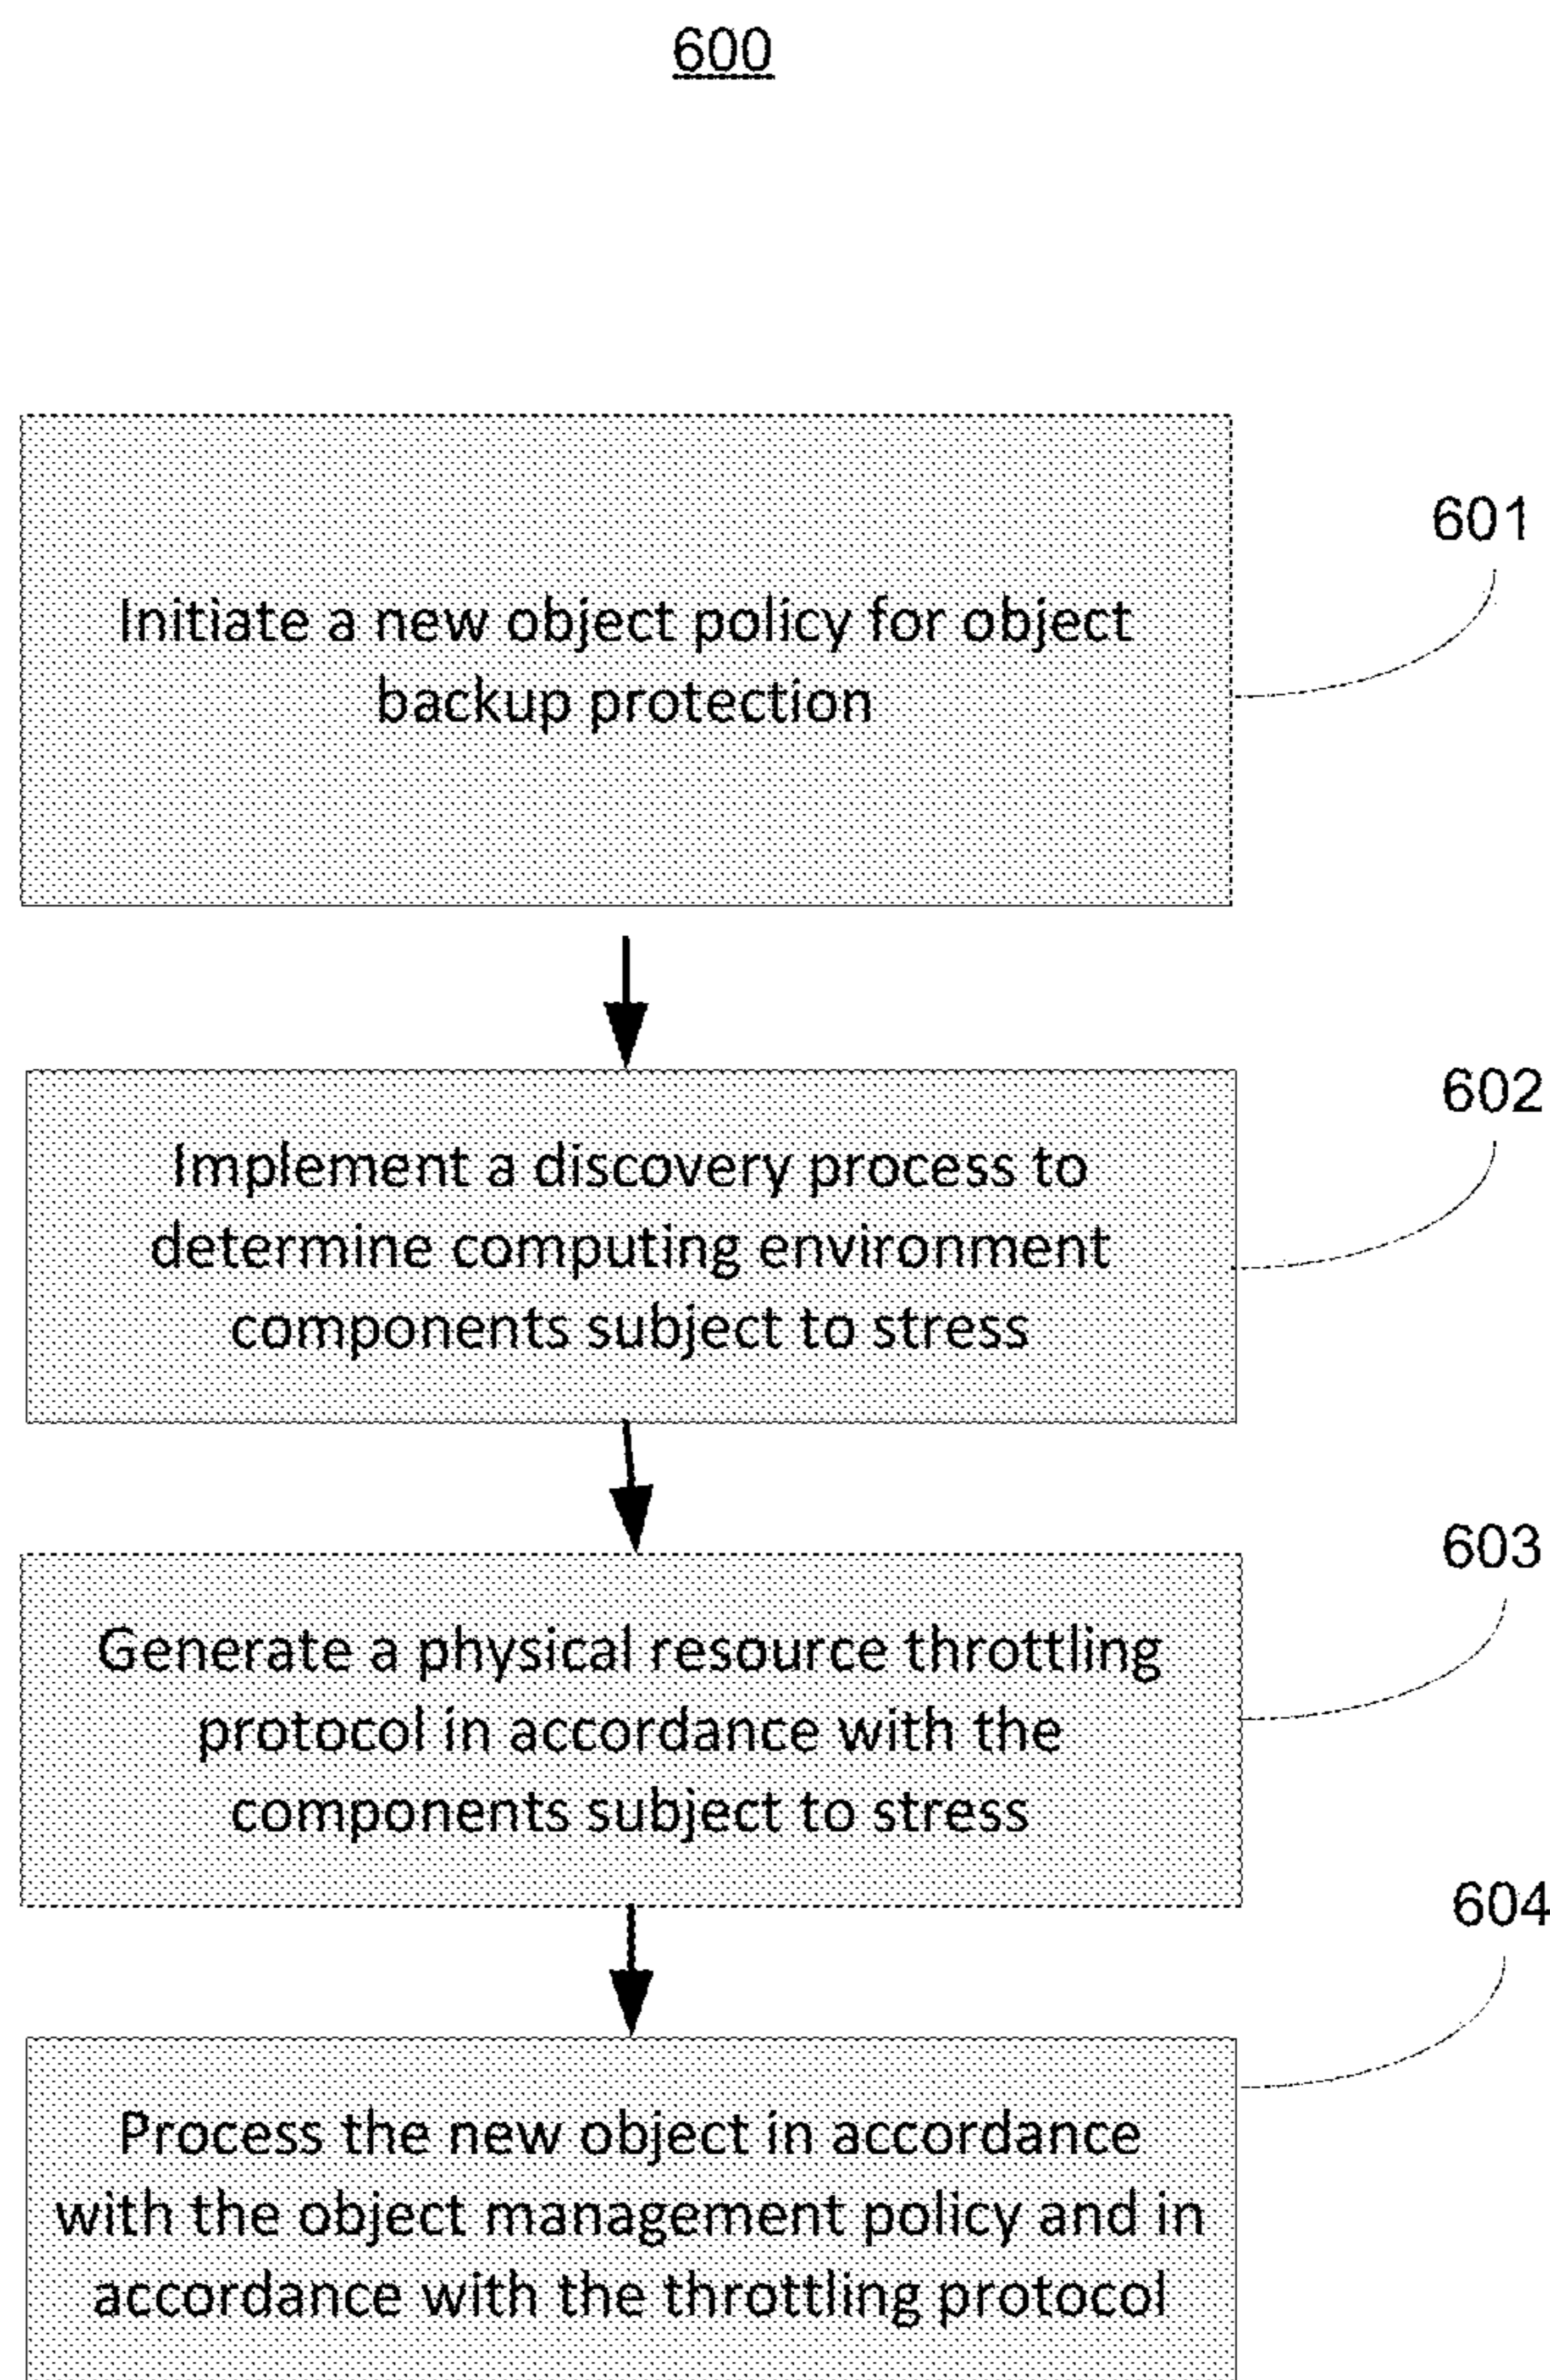 600
601
Initiate a new object policy for object
backup protection
602
Implement a discovery process to
determine computing environment
components subject to stress
603
Generate a physical resource throttling
protocol in accordance with the
components subject to stress
604
Process the new object in accordance
with the object management policy and in
accordance with the throttling protocol